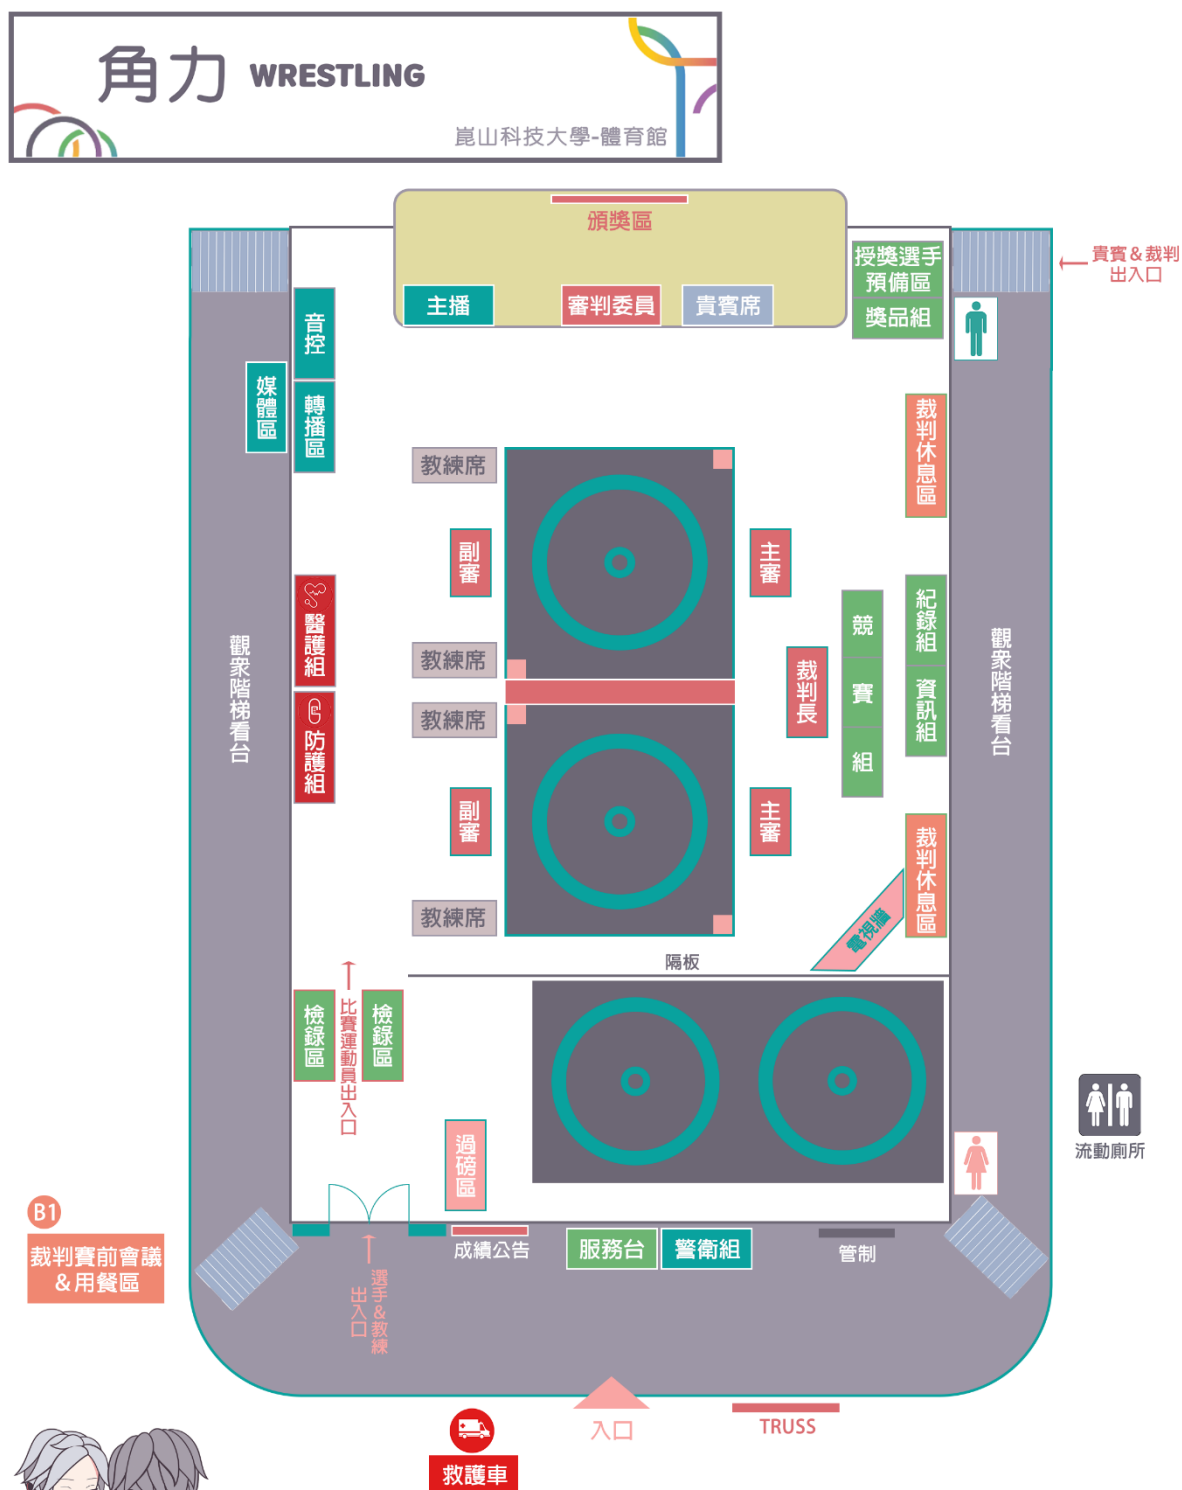 角力 WRESTLING
崑山科技大學-體育館
頒獎區
主播
審判委員
貴賓席
授獎選手
預備區
獎品組
貴賓&裁判
出入口
音控
轉播區
媒體區
裁判休息區
教練席
副審
主審
教練席
教練席
副審
主審
教練席
裁判長
競
賽
組
紀錄組
資訊組
醫護組
防護組
觀眾階梯看台
觀眾階梯看台
裁判休息區
電視牆
隔板
檢錄區
比賽運動員出入口
檢錄區
過磅區
流動廁所
B1
裁判賽前會議
&用餐區
成績公告
服務台
警衛組
管制
選手&教練
出入口
入口
TRUSS
救護車